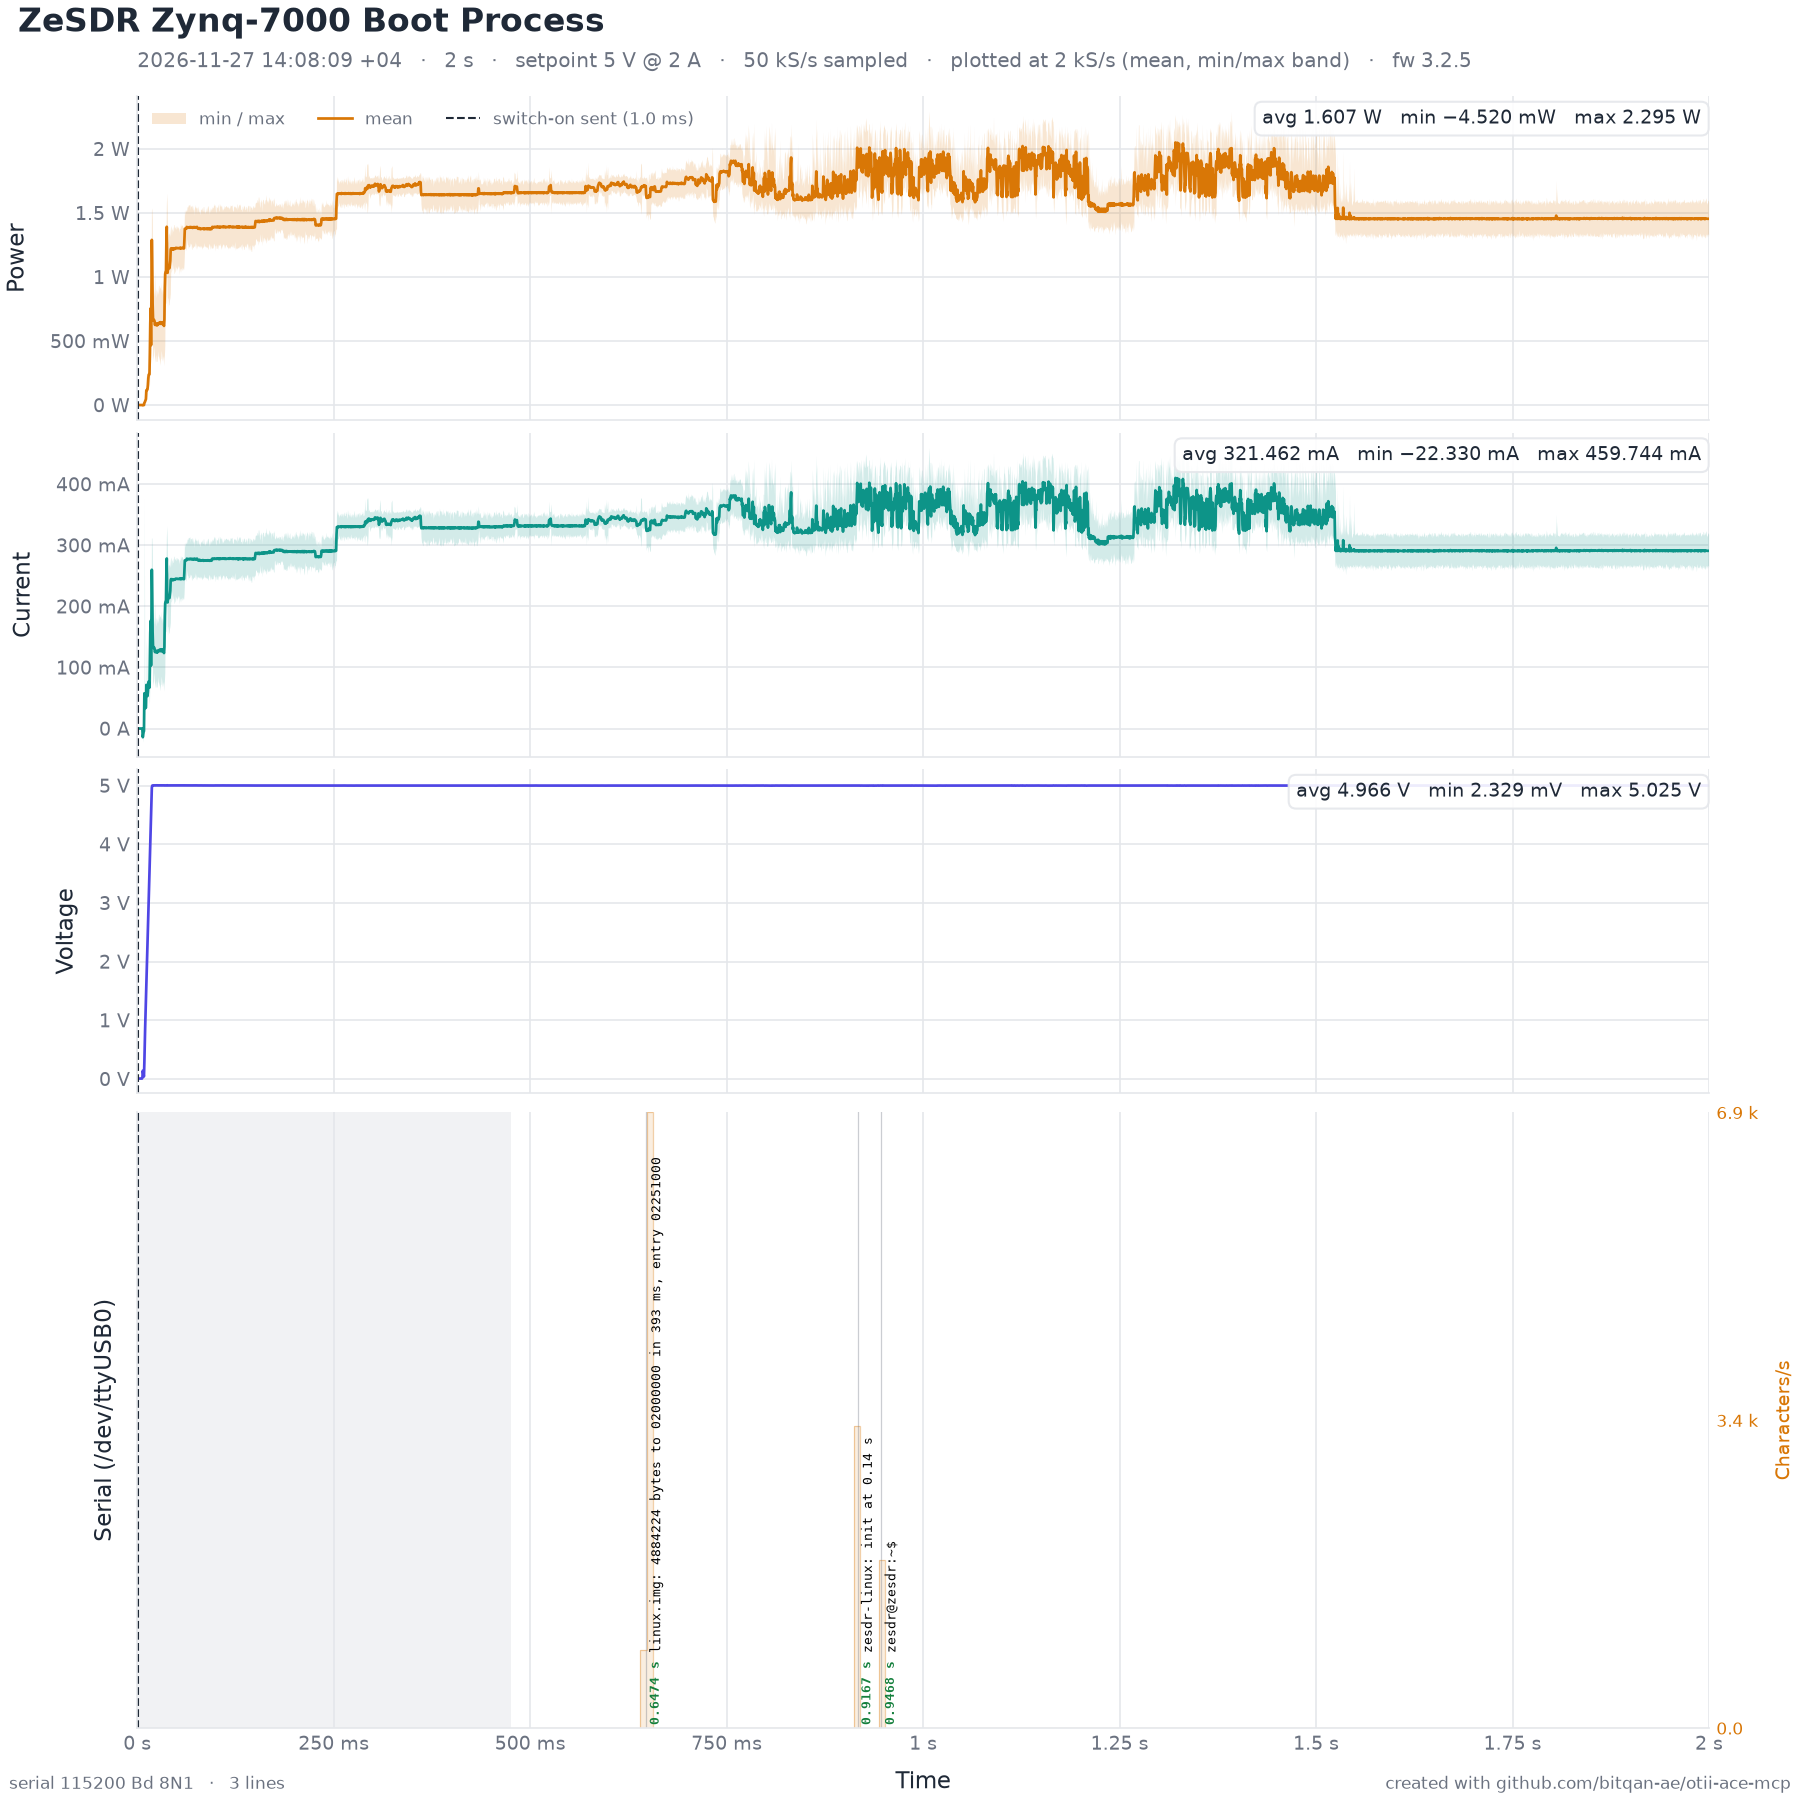 ZeSDR Zynq-7000 Boot Process
2026-11-27 14:08:09 +04 · 2 s · setpoint 5 V @ 2 A · 50 kS/s sampled · plotted at 2 kS/s (mean, min/max band) · fw 3.2.5
min / max
mean
switch-on sent (1.0 ms)
avg 1.607 W min −4.520 mW max 2.295 W
Power
2 W
1.5 W
1 W
500 mW
0 W
avg 321.462 mA min −22.330 mA max 459.744 mA
Current
400 mA
300 mA
200 mA
100 mA
0 A
avg 4.966 V min 2.329 mV max 5.025 V
Voltage
5 V
4 V
3 V
2 V
1 V
0 V
Serial (/dev/ttyUSB0)
0.6474 s linux.img: 4884224 bytes to 02000000 in 393 ms, entry 02251000
0.9167 s zesdr-linux: init at 0.14 s
0.9468 s zesdr@zesdr:~$
6.9 k
3.4 k
0.0
Characters/s
0 s
250 ms
500 ms
750 ms
1 s
1.25 s
1.5 s
1.75 s
2 s
Time
serial 115200 Bd 8N1 · 3 lines
created with github.com/bitqan-ae/otii-ace-mcp